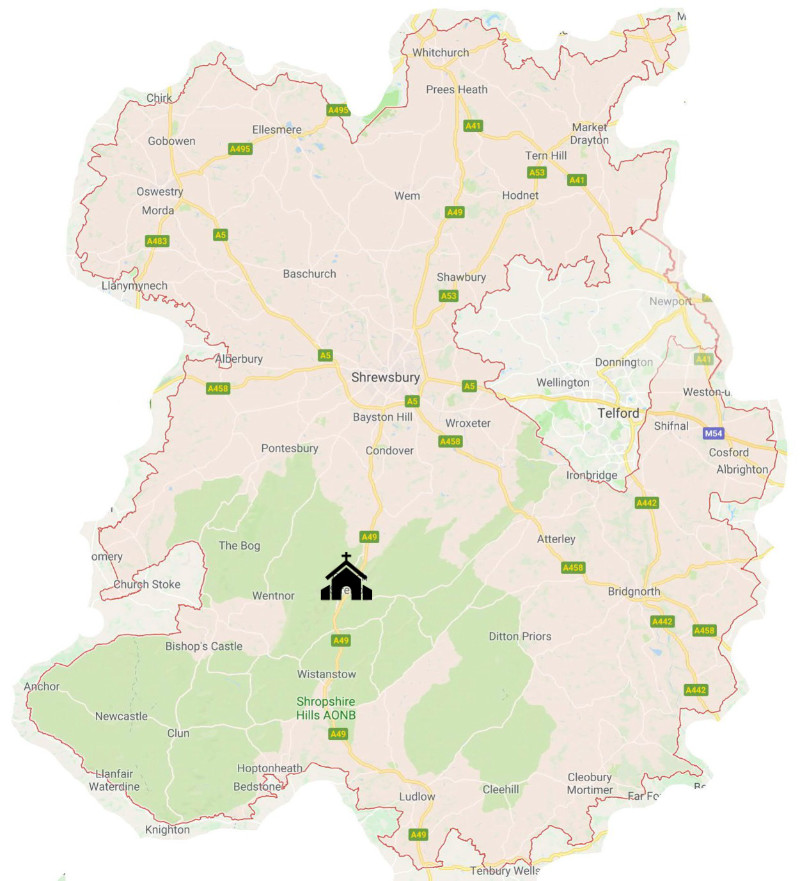 M
Whitchurch
Prees Heath
Chirk
A495
Ellesmere
A41
Market
Drayton
Gobowen
A495
Tern Hill
A53
A41
Oswestry
Wem
Hodnet
Morda
A49
A5
A483
Baschurch
Shawbury
Llanymynech
A53
Newport
Alberbury
A5
A41
Donnington
Shrewsbury
Wellington
A458
A5
Weston-u
A5
Telford
Bayston Hill
Wroxeter
Shifnal
M54
A458
Pontesbury
Condover
Cosford
Albrighton
Ironbridge
A442
A49
Atterley
The Bog
omery
A458
Church Stoke
Wentnor
re
Bridgnorth
A442
A458
Ditton Priors
A49
Bishop's Castle
Wistanstow
Anchor
A442
Shropshire
Hills AONB
Newcastle
Clun
A49
Hoptonheath
Llanfair
Waterdine
Bedstone
Cleobury
Mortimer
Cleehill
Ludlow
Far Fo
Knighton
A49
Tenbury Wells